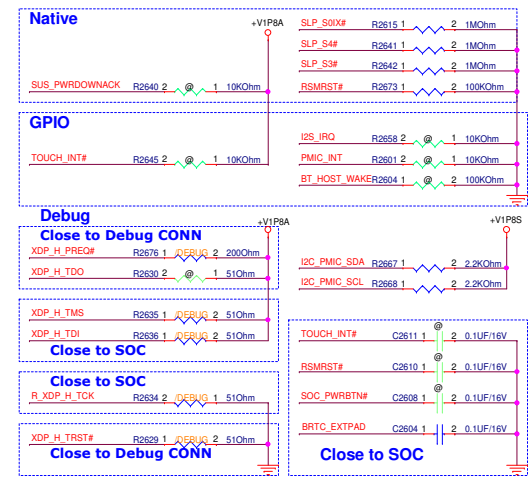 Native
+V1P8A
SLP_S0IX# R2615 1 2 1MOhm
SLP_S4# R2641 1 2 1MOhm
SLP_S3# R2642 1 2 1MOhm
SUS_PWRDOWNACK R2640 2 @ 1 10KOhm
RSMRST# R2673 1 2 100KOhm
GPIO
I2S_IRQ R2658 2 @ 1 10KOhm
TOUCH_INT# R2645 2 @ 1 10KOhm
PMIC_INT R2601 2 @ 1 10KOhm
BT_HOST_WAKE R2604 1 @ 2 100KOhm
Debug
+V1P8A
+V1P8S
Close to Debug CONN
XDP_H_PREQ# R2676 1 /DEBUG 2 200Ohm
XDP_H_TDO R2630 2 @ 1 51Ohm
I2C_PMIC_SDA R2667 1 2 2.2KOhm
I2C_PMIC_SCL R2668 1 2 2.2KOhm
XDP_H_TMS R2635 1 /DEBUG 2 51Ohm
XDP_H_TDI R2636 1 /DEBUG 2 51Ohm
Close to SOC
Close to SOC
R_XDP_H_TCK R2634 2 /DEBUG 1 51Ohm
XDP_H_TRST# R2629 1 /DEBUG 2 51Ohm
Close to Debug CONN
@
TOUCH_INT# C2611 1 2 0.1UF/16V
@
RSMRST# C2610 1 2 0.1UF/16V
@
SOC_PWRBTN# C2608 1 2 0.1UF/16V
BRTC_EXTPAD C2604 1 2 0.1UF/16V
Close to SOC